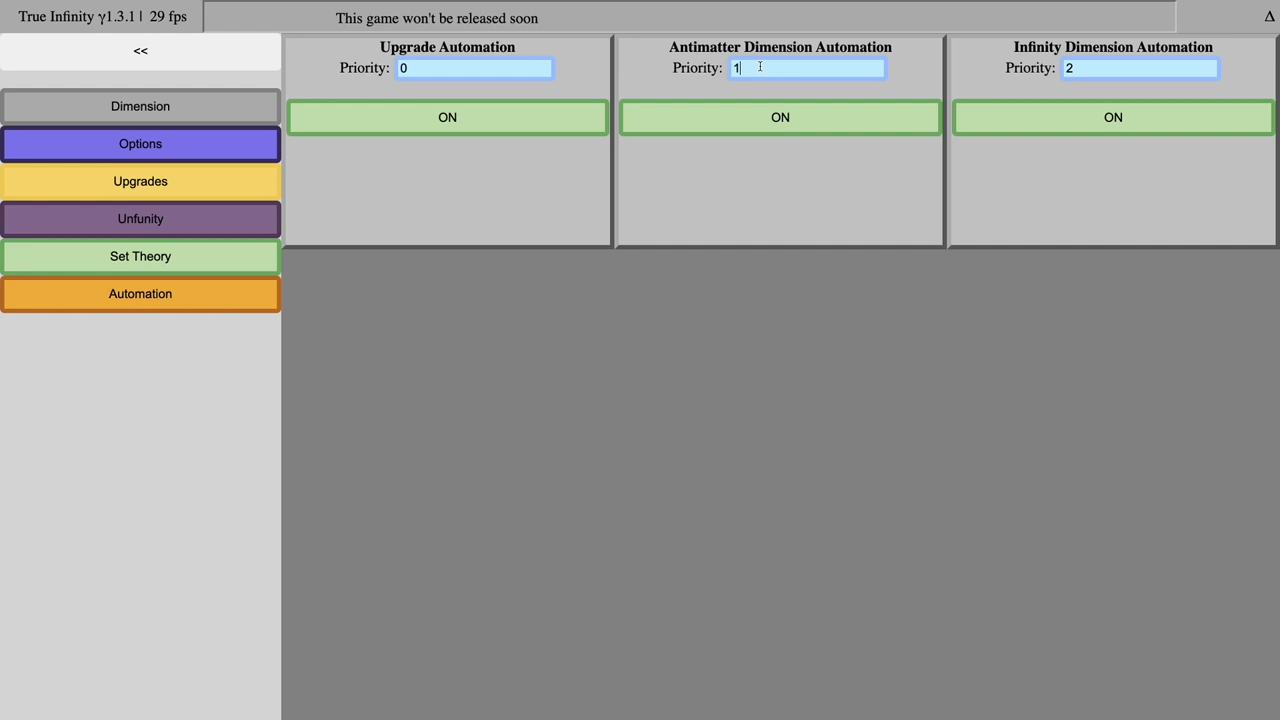 True Infinity γ1.3.1 | 29 fps
This game won't be released soon
Δ
<<
Dimension
Options
Upgrades
Unfunity
Set Theory
Automation
Upgrade Automation
Priority: 0
ON
Antimatter Dimension Automation
Priority: 1
ON
Infinity Dimension Automation
Priority: 2
ON